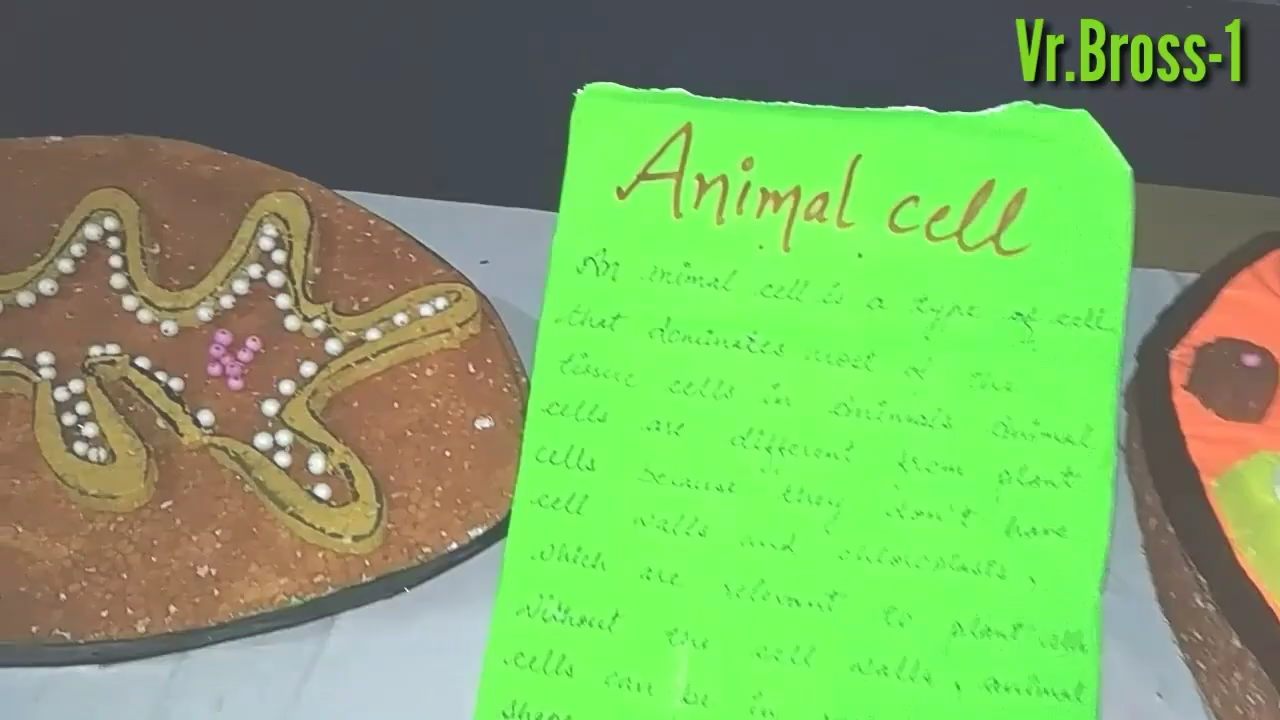 Vr.Bross-1
Animal cell
An animal cell is a type of cell
that dominates most of the
tissue cells in animals animal
cells are different from plant
cells because they don't have
cell walls and chloroplasts,
which are relevant to plant cells
Without the cell walls, animal
cells can be in